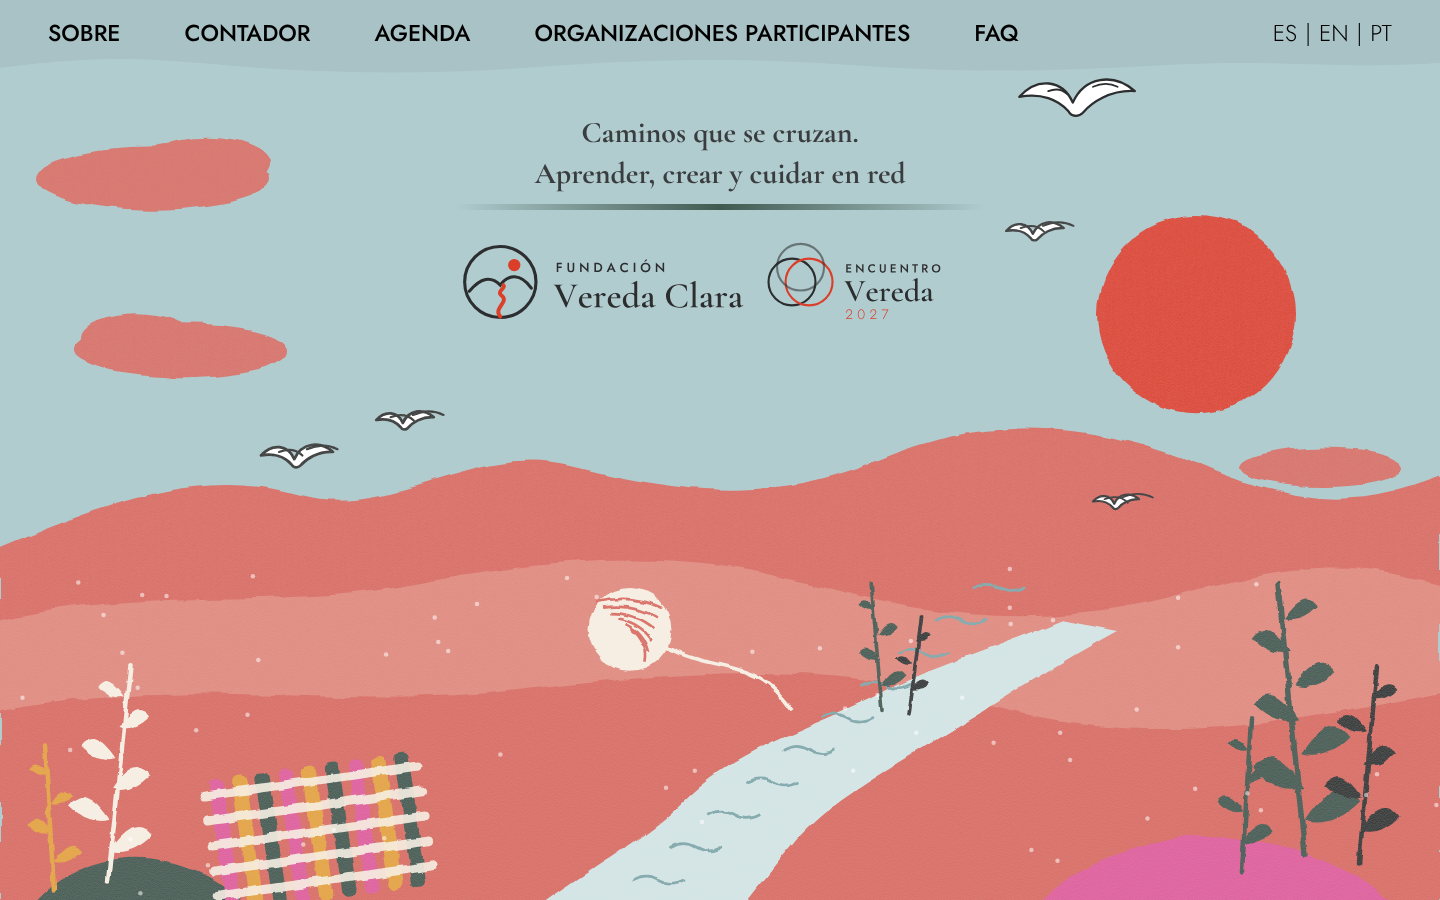 SOBRE CONTADOR AGENDA ORGANIZACIONES PARTICIPANTES FAQ ES | EN | PT
Caminos que se cruzan.
Aprender, crear y cuidar en red
FUNDACIÓN
Vereda Clara
ENCUENTRO
Vereda
2027